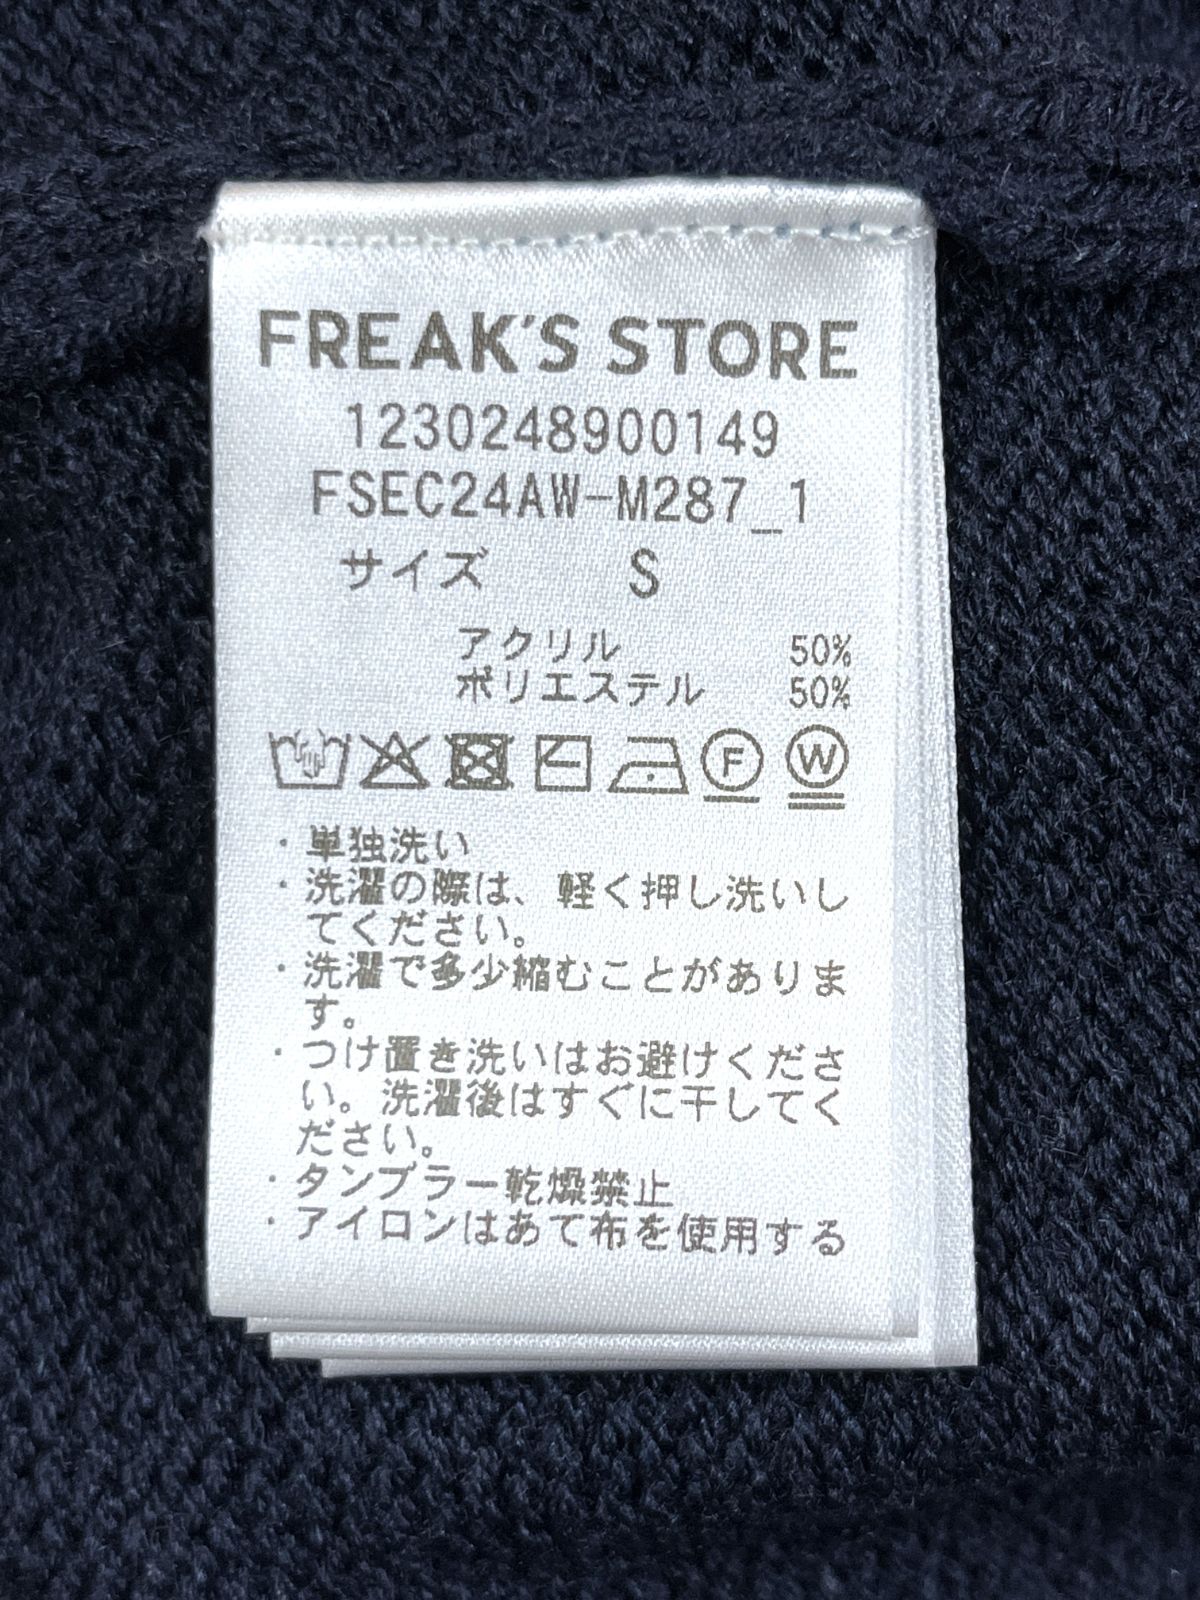 FREAK'S STORE
1230248900149
FSEC24AW-M287_1
サイズ S
アクリル 50%
ポリエステル 50%
F W
・単独洗い
・洗濯の際は、軽く押し洗いし
てください。
・洗濯で多少縮むことがありま
す。
・つけ置き洗いはお避けくださ
い。洗濯後はすぐに干してく
ださい。
・タンブラー乾燥禁止
・アイロンはあて布を使用する